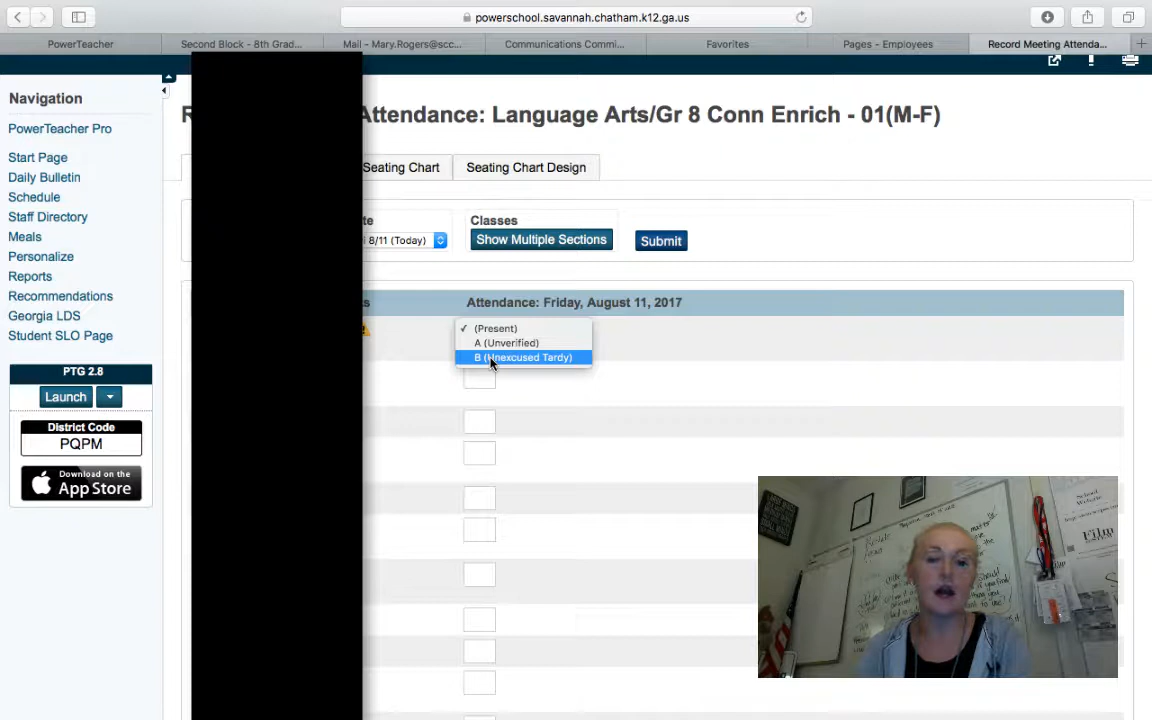 powerschool.savannah.chatham.k12.ga.us
PowerTeacher
Second Block - 8th Grad...
Mail - Mary.Rogers@scc...
Communications Commi...
Favorites
Pages - Employees
Record Meeting Attenda...
Navigation
PowerTeacher Pro
Start Page
Daily Bulletin
Schedule
Staff Directory
Meals
Personalize
Reports
Recommendations
Georgia LDS
Student SLO Page
PTG 2.8
Launch
District Code
PQPM
Download on the
App Store
R Attendance: Language Arts/Gr 8 Conn Enrich - 01(M-F)
Seating Chart
Seating Chart Design
te
8/11 (Today)
Classes
Show Multiple Sections
Submit
s
Attendance: Friday, August 11, 2017
✓ (Present)
A (Unverified)
B (Unexcused Tardy)
School
Website
Film